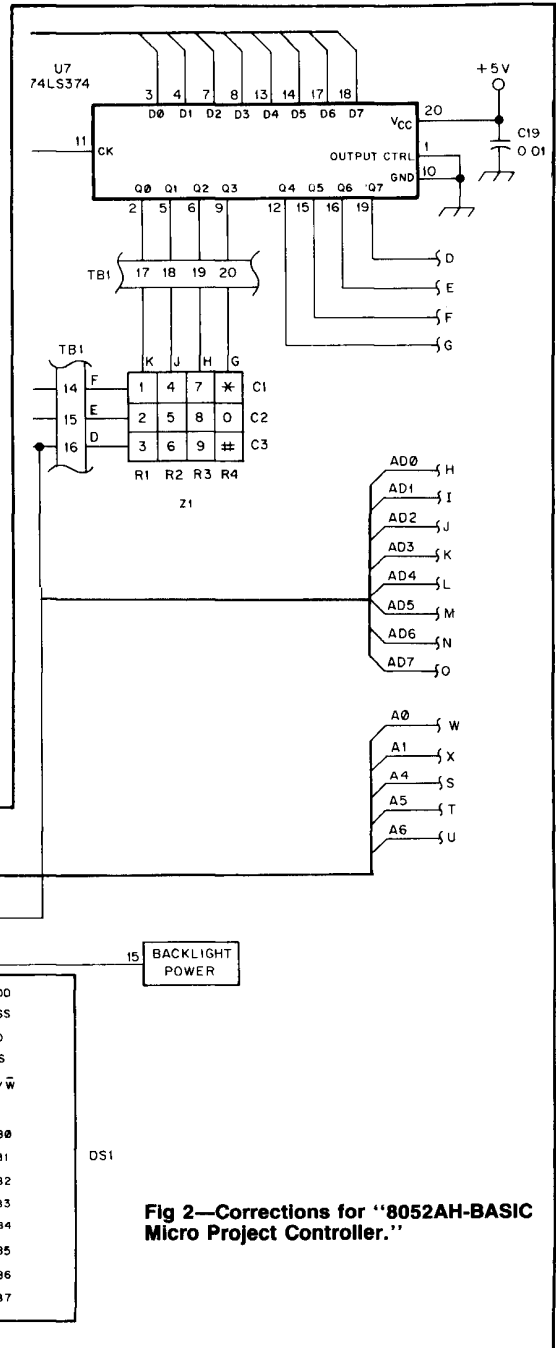 U7
74LS374
3 4 7 8 13 14 17 18
D0 D1 D2 D3 D4 D5 D6 D7
+5V
VCC 20
C19
0.01
11 CK
OUTPUT CTRL 1
GND 10
Q0 Q1 Q2 Q3 Q4 Q5 Q6 Q7
2 5 6 9 12 15 16 19
D
TB1 17 18 19 20
E
F
G
TB1
K J H G
14 F 1 4 7 * C1
15 E 2 5 8 0 C2
16 D 3 6 9 # C3
R1 R2 R3 R4
Z1
AD0 H
AD1 I
AD2 J
AD3 K
AD4 L
AD5 M
AD6 N
AD7 O
A0 W
A1 X
A4 S
A5 T
A6 U
15 BACKLIGHT
POWER
DS1
Fig 2—Corrections for "8052AH-BASIC
Micro Project Controller."